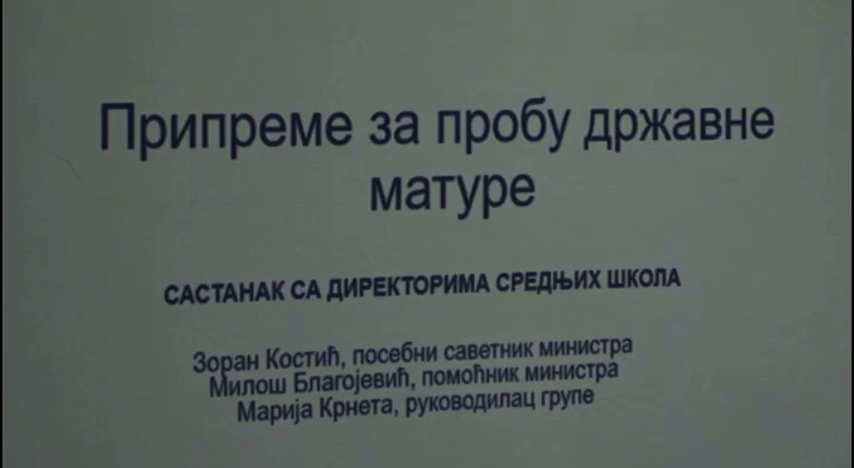 Припреме за пробу државне
матуре
САСТАНАК СА ДИРЕКТОРИМА СРЕДЊИХ ШКОЛА
Зоран Костић, посебни саветник министра
Милош Благојевић, помоћник министра
Марија Крнета, руководилац групе